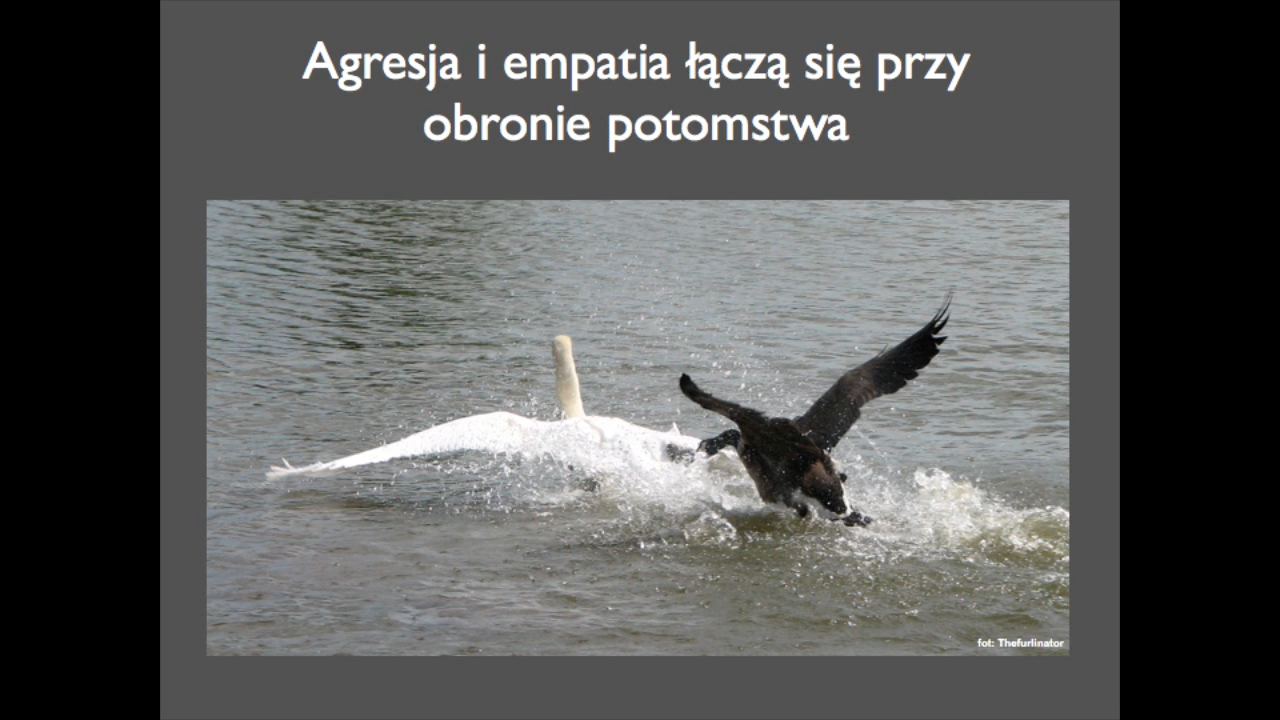 Agresja i empatia łączą się przy
obronie potomstwa
fot: Thefurlinator